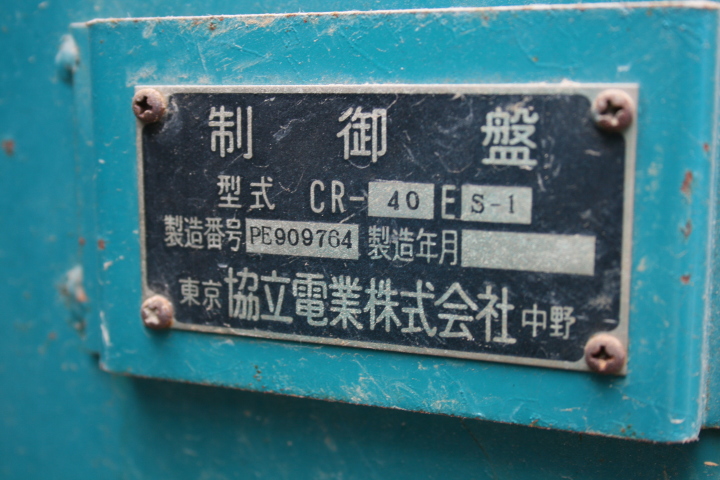 制御盤
型式 CR-40ES-1
製造番号 PE909764 製造年月
東京 協立電業株式会社 中野